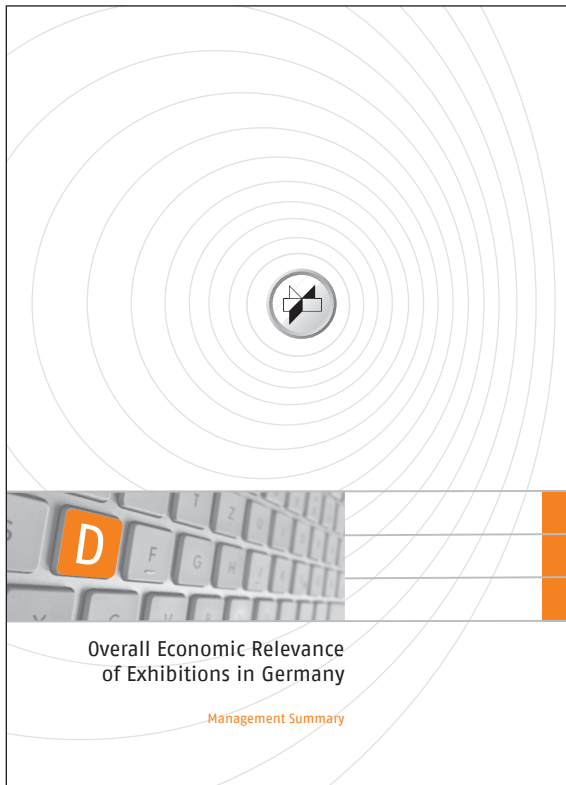 T
Z
S
D
F
G
H
Overall Economic Relevance
of Exhibitions in Germany
Management Summary